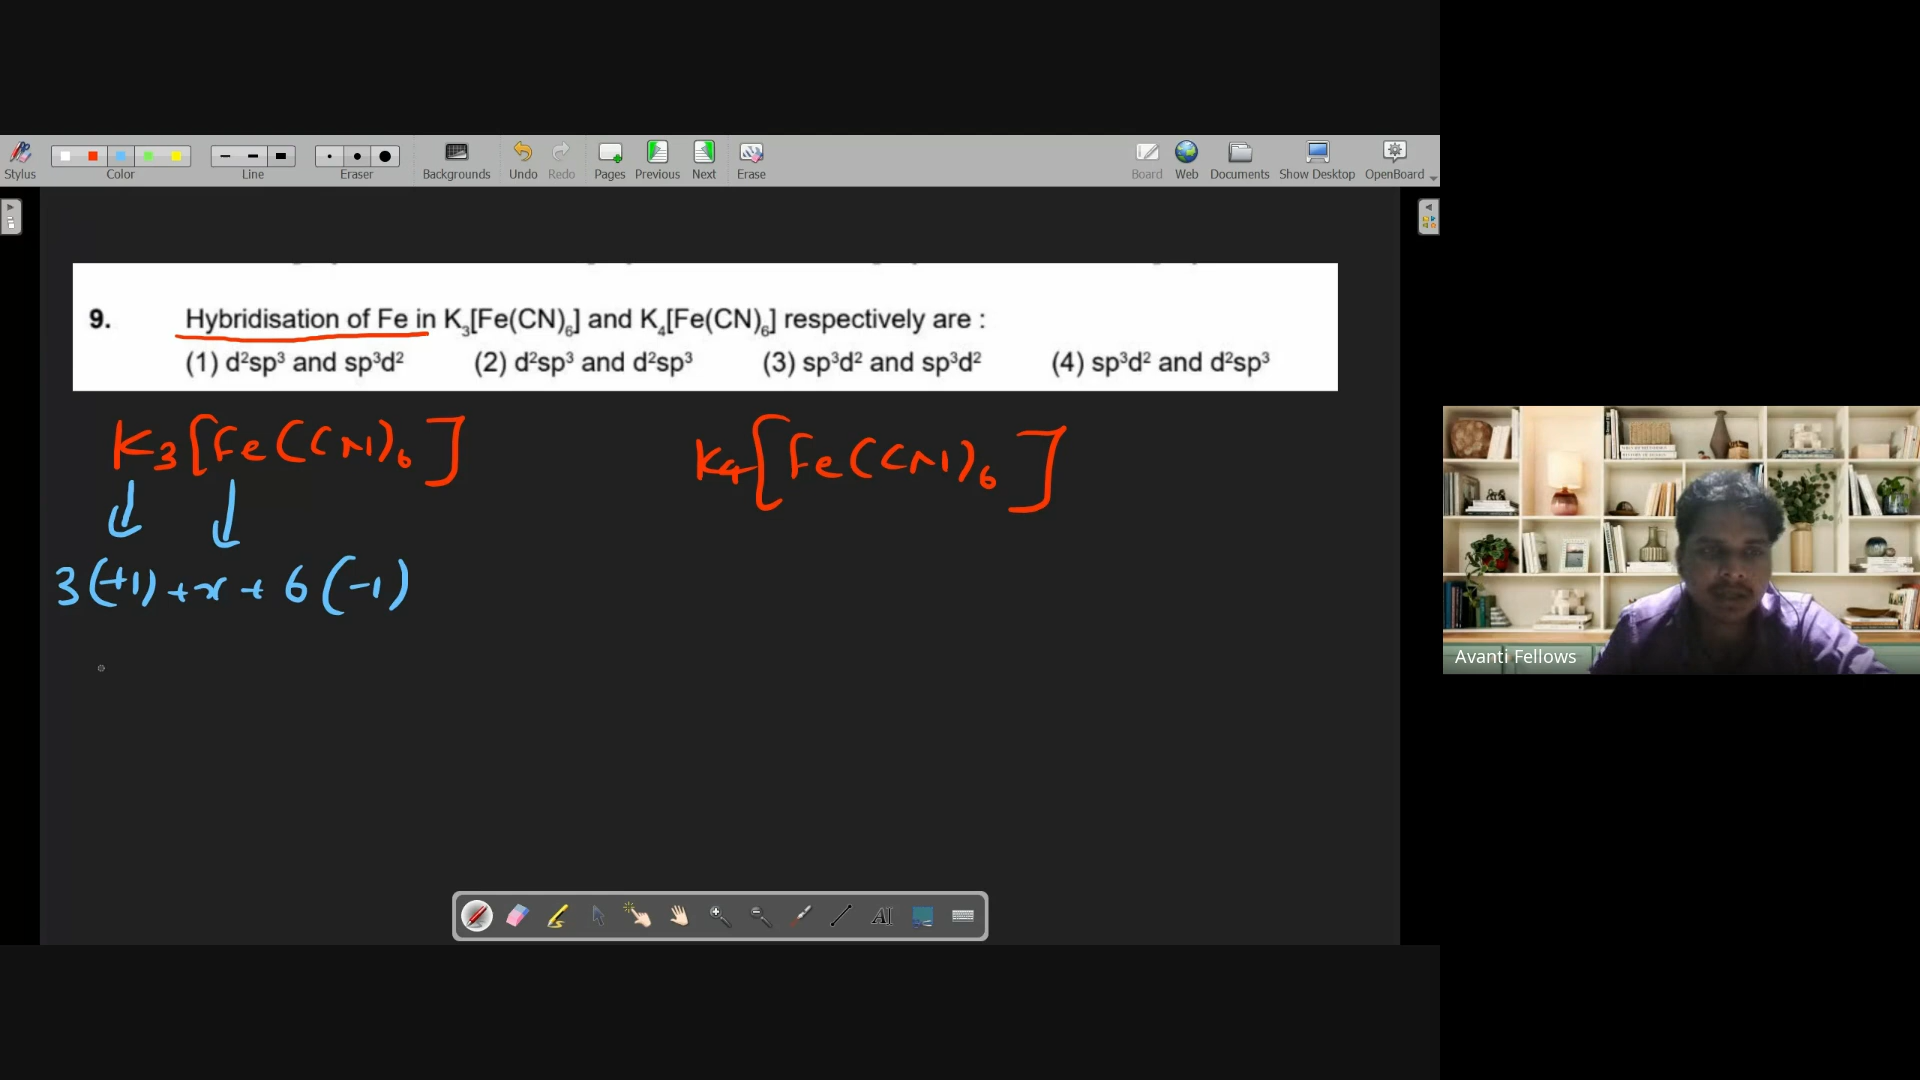 Stylus Color Line Eraser Backgrounds Undo Redo Pages Previous Next Erase Board Web Documents Show Desktop OpenBoard
9. Hybridisation of Fe in K₃[Fe(CN)₆] and K₄[Fe(CN)₆] respectively are :
(1) d²sp³ and sp³d² (2) d²sp³ and d²sp³ (3) sp³d² and sp³d² (4) sp³d² and d²sp³
K3[Fe(CN)6] K4[Fe(CN)6]
3(+1)+x+6(-1)
Avanti Fellows